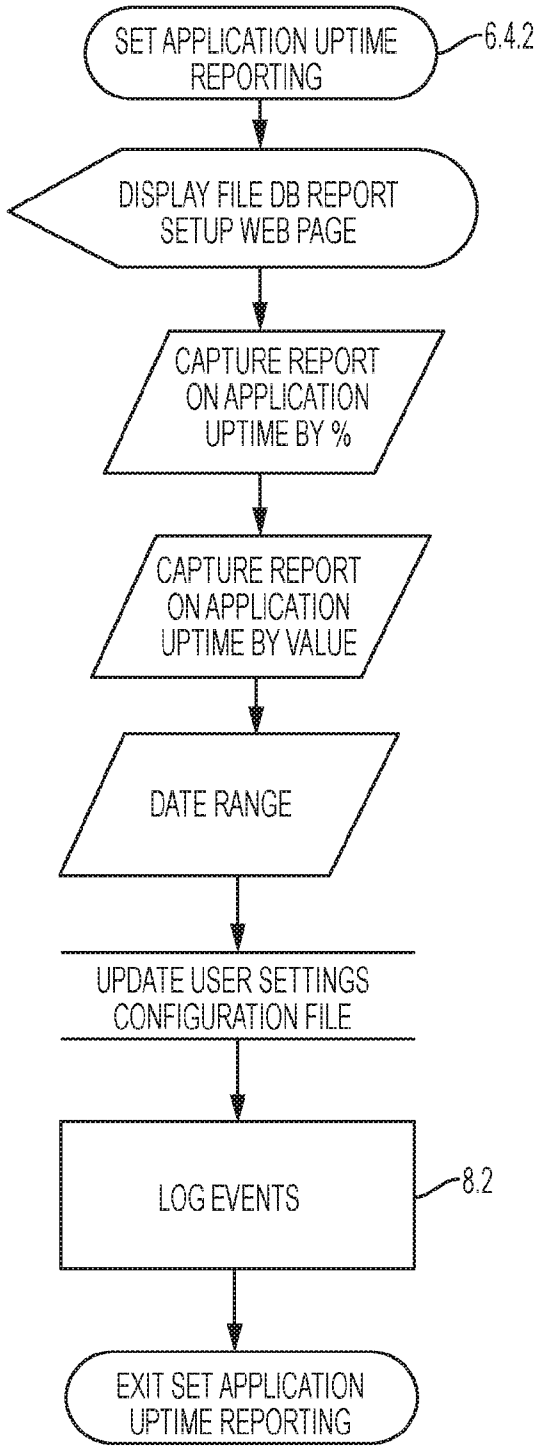 SET APPLICATION UPTIME
REPORTING
6.4.2
DISPLAY FILE DB REPORT
SETUP WEB PAGE
CAPTURE REPORT
ON APPLICATION
UPTIME BY %
CAPTURE REPORT
ON APPLICATION
UPTIME BY VALUE
DATE RANGE
UPDATE USER SETTINGS
CONFIGURATION FILE
LOG EVENTS
8.2
EXIT SET APPLICATION
UPTIME REPORTING